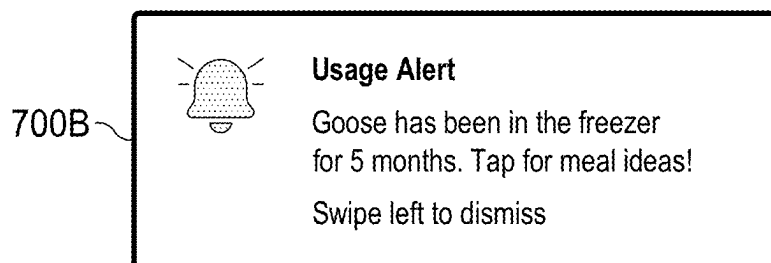 Usage Alert
700B
Goose has been in the freezer
for 5 months. Tap for meal ideas!
Swipe left to dismiss